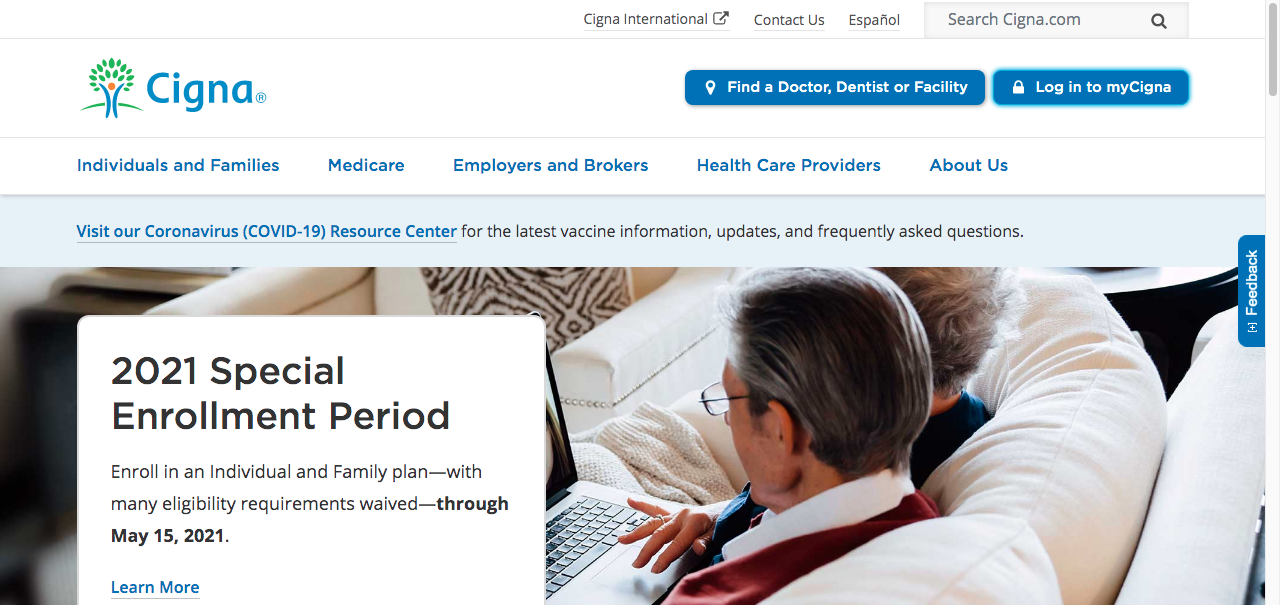 Cigna International
Contact Us
Español
Search Cigna.com
Cigna®
Find a Doctor, Dentist or Facility
Log in to myCigna
Individuals and Families
Medicare
Employers and Brokers
Health Care Providers
About Us
Visit our Coronavirus (COVID-19) Resource Center for the latest vaccine information, updates, and frequently asked questions.
Feedback
2021 Special
Enrollment Period
Enroll in an Individual and Family plan—with
many eligibility requirements waived—through
May 15, 2021.
Learn More